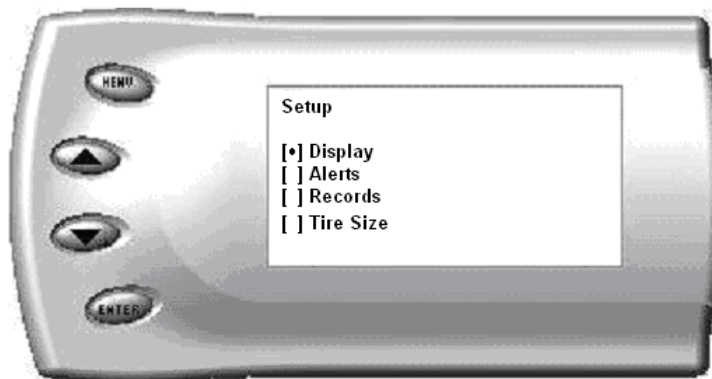 MENU
Setup
[•] Display
[ ] Alerts
[ ] Records
[ ] Tire Size
ENTER